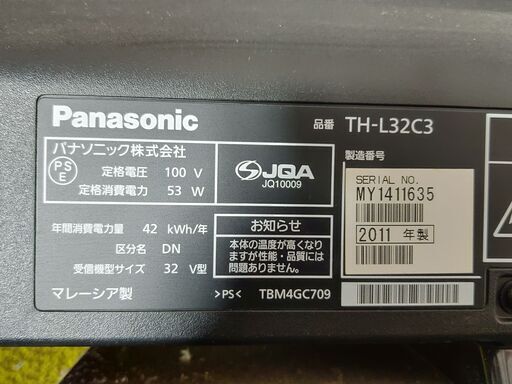 Panasonic
品番 TH-L32C3
パナソニック株式会社
PS
E
定格電圧 100 V
定格消費電力 53 W
JQA
JQ10009
製造番号
SERIAL NO.
MY1411635
2011 年製
年間消費電力量 42 kWh/年
区分名 DN
受信機型サイズ 32 V型
お知らせ
本体の温度が高くなり
ますが性能・品質には
問題ありません。
マレーシア製
>PS<
TBM4GC709